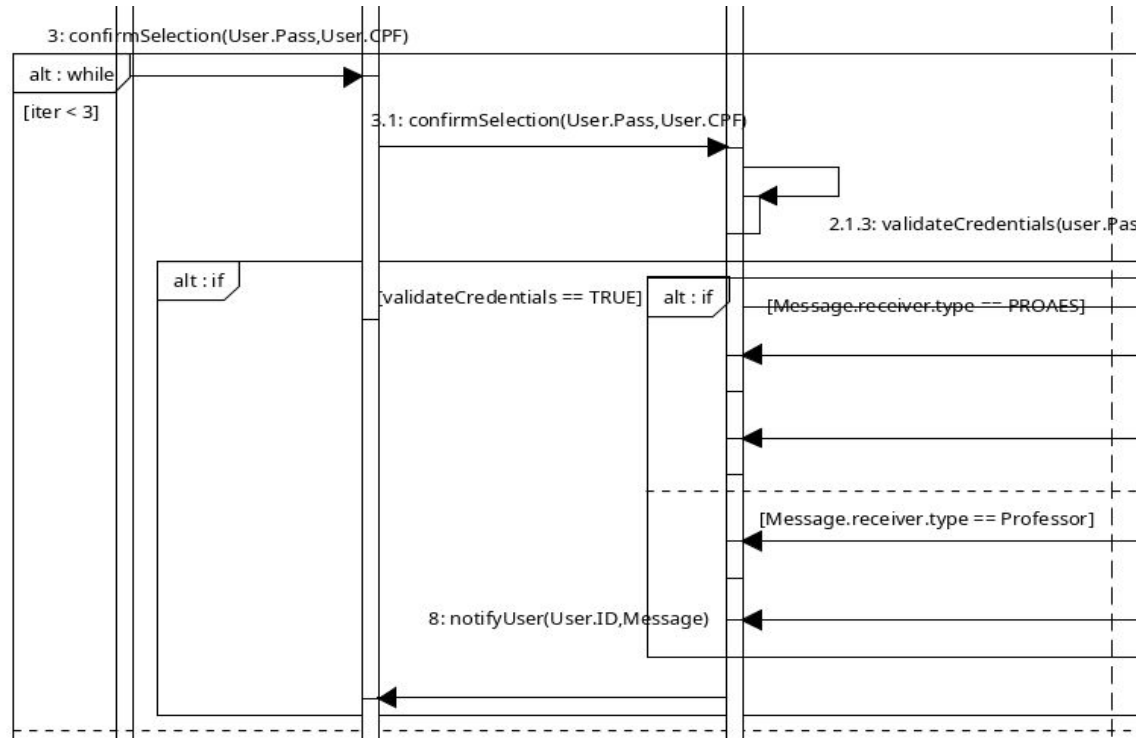 3: confirmSelection(User.Pass,User.CPF)
alt : while
[iter < 3]
3.1: confirmSelection(User.Pass,User.CPF)
2.1.3: validateCredentials(user.Pas
alt : if
[validateCredentials == TRUE]
alt : if
[Message.receiver.type == PROAES]
[Message.receiver.type == Professor]
8: notifyUser(User.ID,Message)